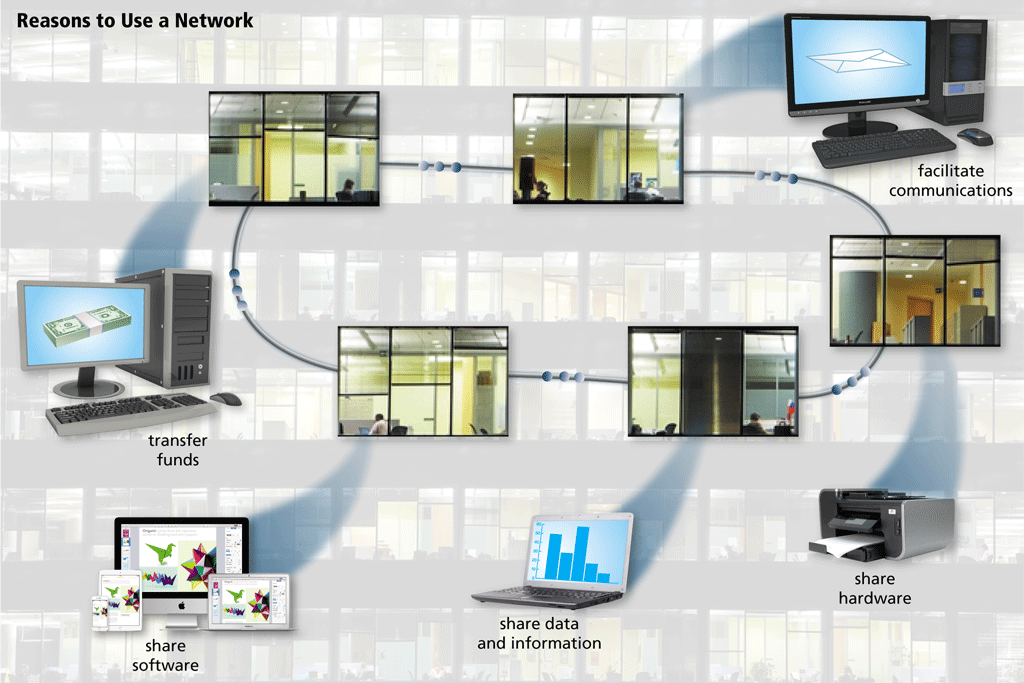 Reasons to Use a Network
facilitate
communications
transfer
funds
share
software
share data
and information
share
hardware